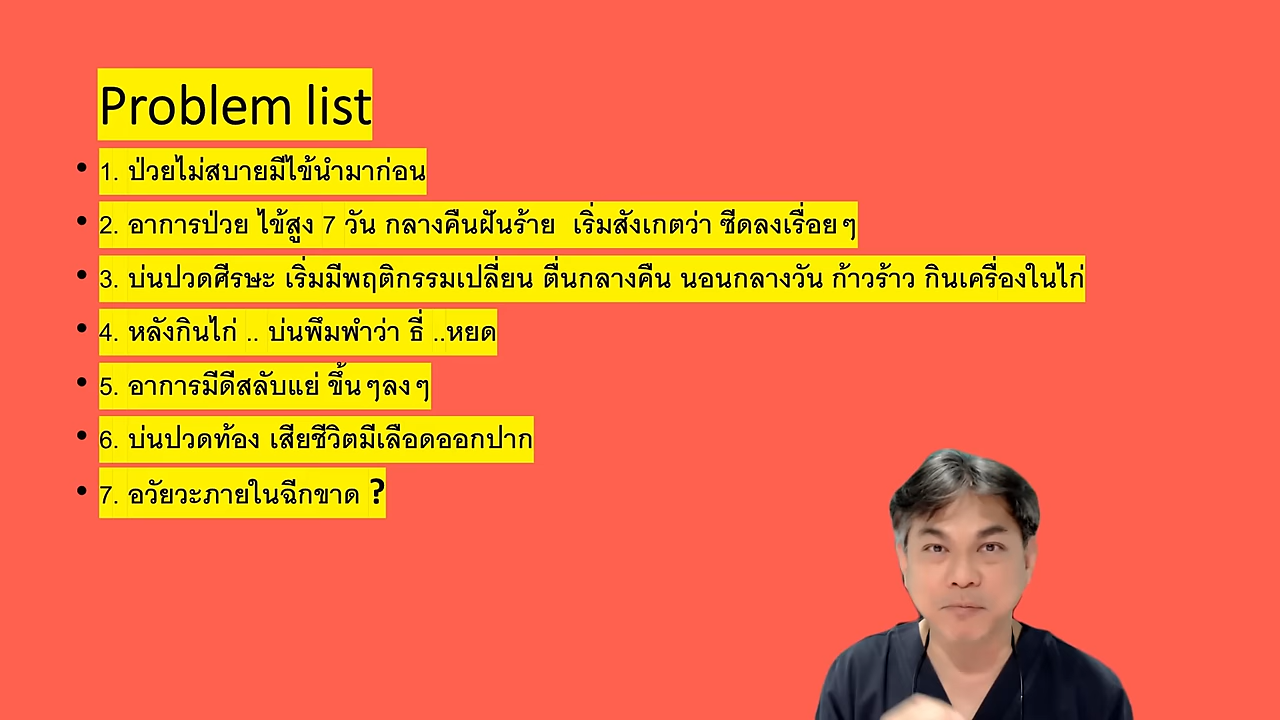 Problem list
• 1. ป่วยไม่สบายมีไข้นำมาก่อน
• 2. อาการป่วย ไข้สูง 7 วัน กลางคืนฝันร้าย เริ่มสังเกตว่า ซีดลงเรื่อยๆ
• 3. บ่นปวดศีรษะ เริ่มมีพฤติกรรมเปลี่ยน ตื่นกลางคืน นอนกลางวัน ก้าวร้าว กินเครื่องในไก่
• 4. หลังกินไก่ .. บ่นพึมพำว่า ธี่ ..หยด
• 5. อาการมีดีสลับแย่ ขึ้นๆลงๆ
• 6. บ่นปวดท้อง เสียชีวิตมีเลือดออกปาก
• 7. อวัยวะภายในฉีกขาด ?